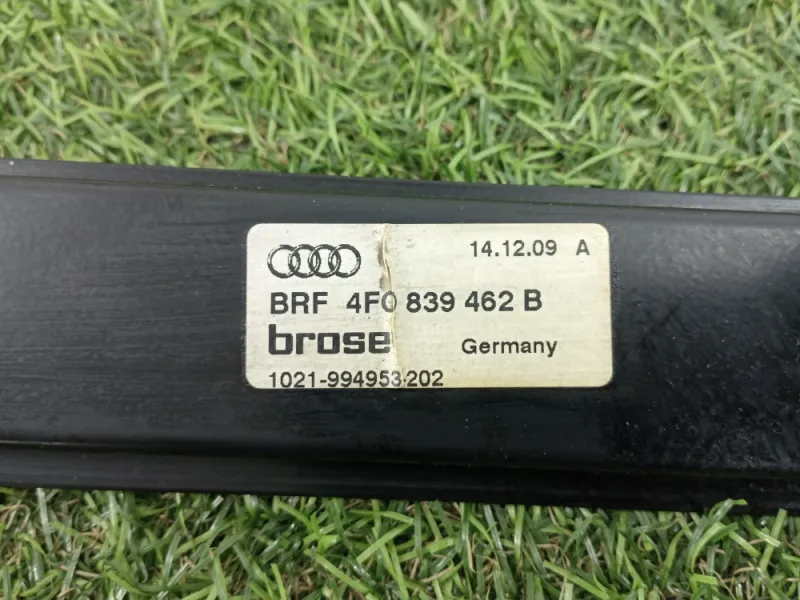 14.12.09 A
BRF 4F0 839 462 B
brose Germany
1021-994953-202